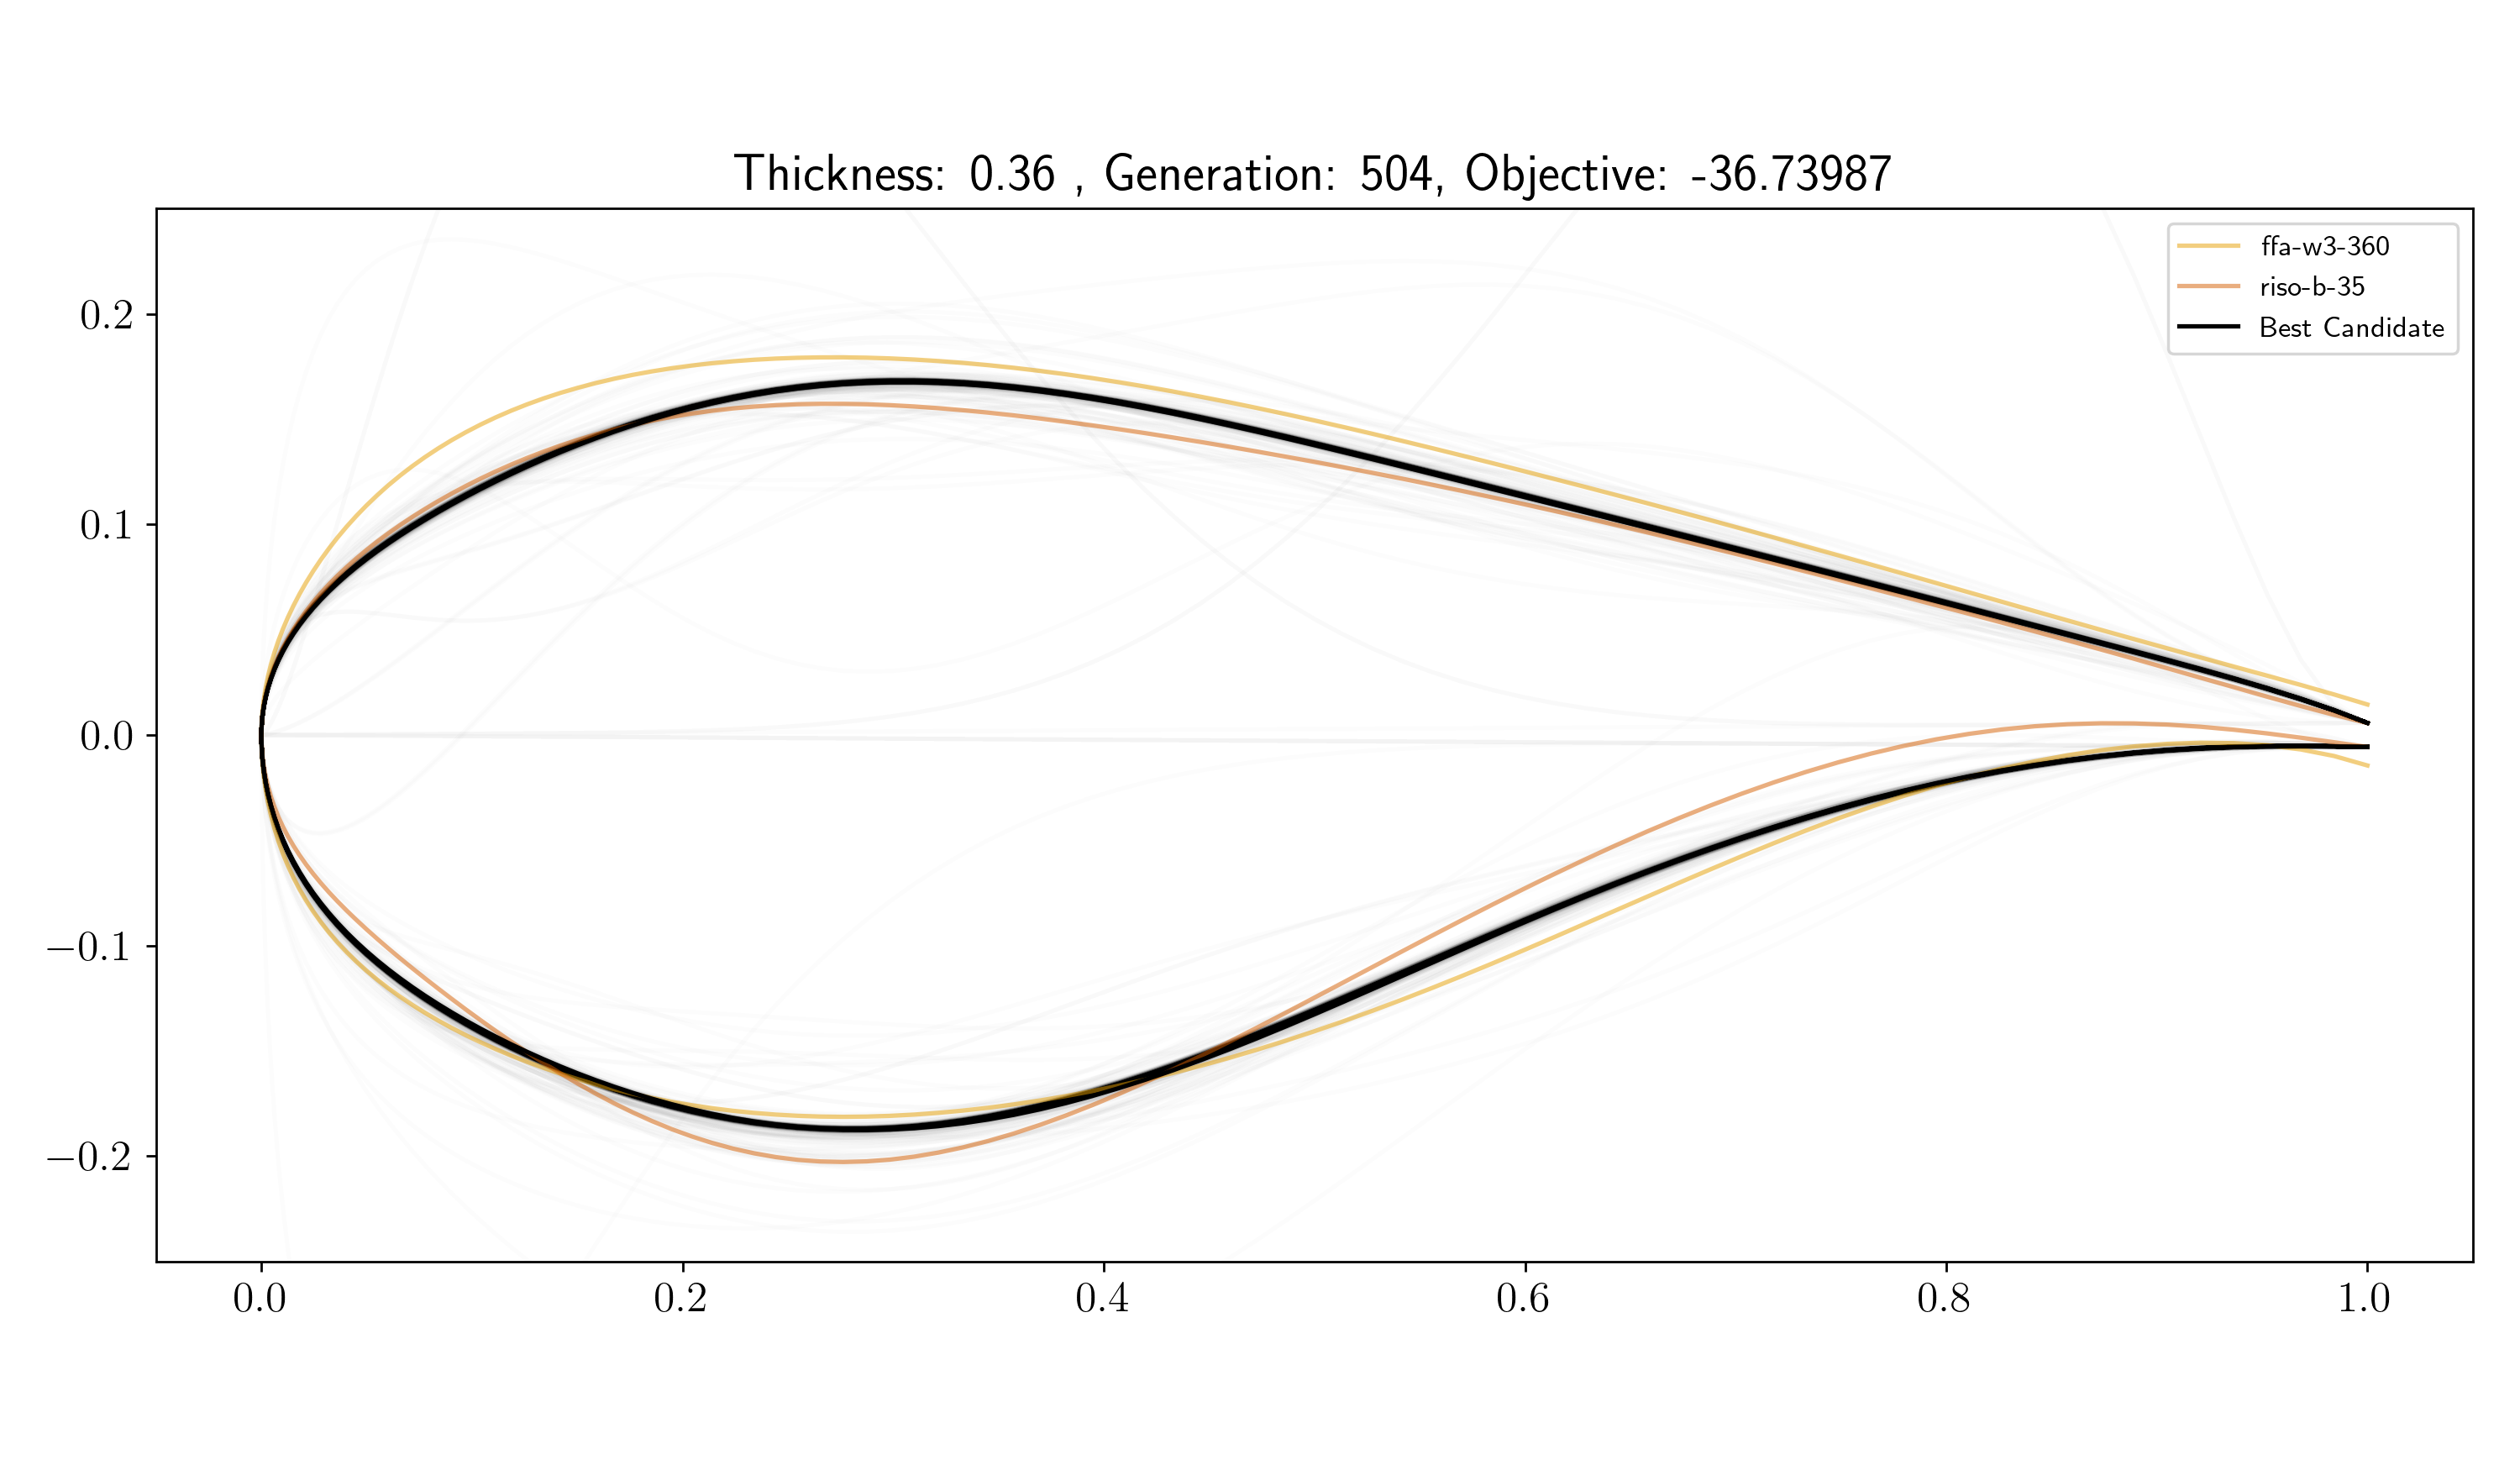 Thickness: 0.36 , Generation: 504, Objective: -36.73987
ffa-w3-360
riso-b-35
Best Candidate
0.2
0.1
0.0
−0.1
−0.2
0.0 0.2 0.4 0.6 0.8 1.0